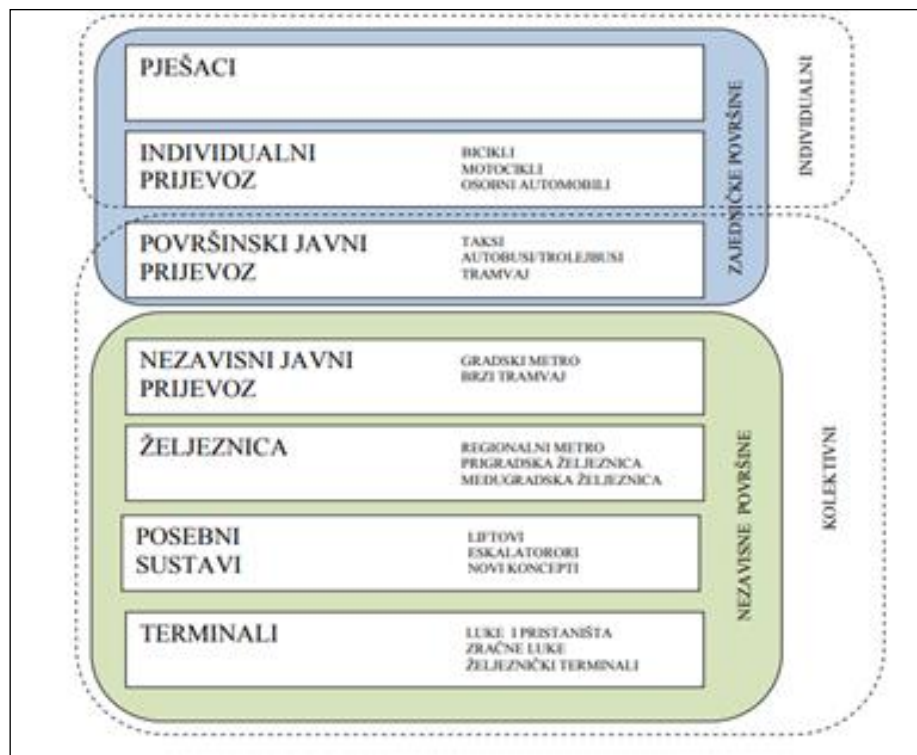 PJEŠACI
INDIVIDUALNI
PRIJEVOZ
BICIKLI
MOTOCIKLI
OSOBNI AUTOMOBILI
POVRŠINSKI JAVNI
PRIJEVOZ
TAKSI
AUTOBUSI/TROLEJBUSI
TRAMVAJ
ZAJEDNIČKE POVRŠINE
INDIVIDUALNI
NEZAVISNI JAVNI
PRIJEVOZ
GRADSKI METRO
BRZI TRAMVAJ
ŽELJEZNICA
REGIONALNI METRO
PRIGRADSKA ŽELJEZNICA
MEĐUGRADSKA ŽELJEZNICA
POSEBNI
SUSTAVI
LIFTOVI
ESKALATORORI
NOVI KONCEPTI
TERMINALI
LUKE I PRISTANIŠTA
ZRAČNE LUKE
ŽELJEZNIČKI TERMINALI
NEZAVISNE POVRŠINE
KOLEKTIVNI